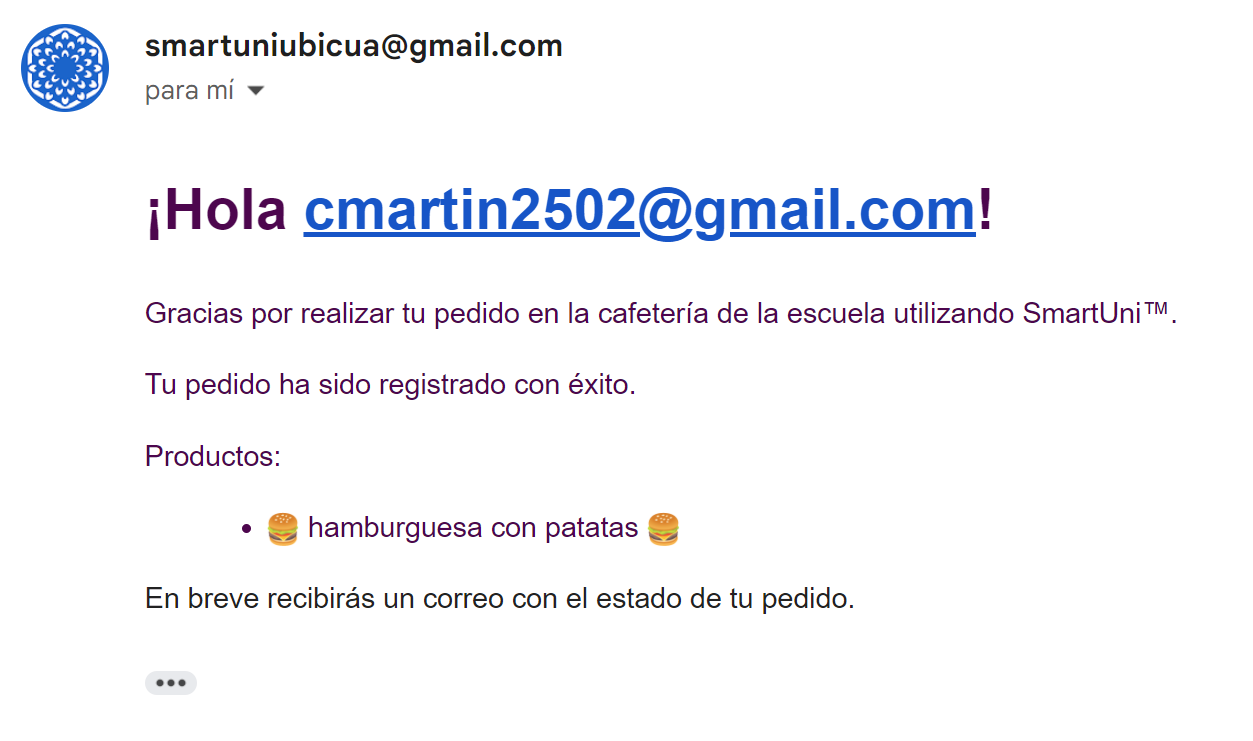 smartuniubicua@gmail.com
para mí
¡Hola cmartin2502@gmail.com!
Gracias por realizar tu pedido en la cafetería de la escuela utilizando SmartUni™.
Tu pedido ha sido registrado con éxito.
Productos:
• 🍔 hamburguesa con patatas 🍔
En breve recibirás un correo con el estado de tu pedido.